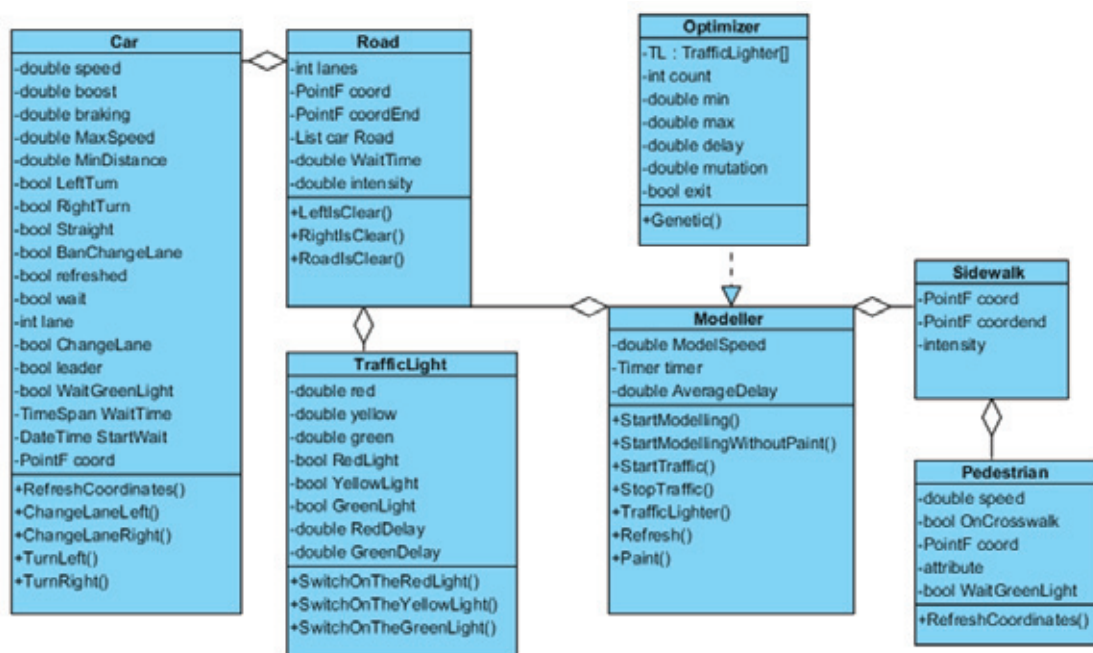 Car
-double speed
-double boost
-double braking
-double MaxSpeed
-double MinDistance
-bool LeftTurn
-bool RightTurn
-bool Straight
-bool BanChangeLane
-bool refreshed
-bool wait
-int lane
-bool ChangeLane
-bool leader
-bool WaitGreenLight
-TimeSpan WaitTime
-DateTime StartWait
-PointF coord
+RefreshCoordinates()
+ChangeLaneLeft()
+ChangeLaneRight()
+TurnLeft()
+TurnRight()
Road
-int lanes
-PointF coord
-PointF coordEnd
-List car Road
-double WaitTime
-double intensity
+LeftIsClear()
+RightIsClear()
+RoadIsClear()
TrafficLight
-double red
-double yellow
-double green
-bool RedLight
-bool YellowLight
-bool GreenLight
-double RedDelay
-double GreenDelay
+SwitchOnTheRedLight()
+SwitchOnTheYellowLight()
+SwitchOnTheGreenLight()
Optimizer
-TL : TrafficLighter[]
-int count
-double min
-double max
-double delay
-double mutation
-bool exit
+Genetic()
Modeller
-double ModelSpeed
-Timer timer
-double AverageDelay
+StartModelling()
+StartModellingWithoutPaint()
+StartTraffic()
+StopTraffic()
+TrafficLighter()
+Refresh()
+Paint()
Sidewalk
-PointF coord
-PointF coordend
-intensity
Pedestrian
-double speed
-bool OnCrosswalk
-PointF coord
-attribute
-bool WaitGreenLight
+RefreshCoordinates()